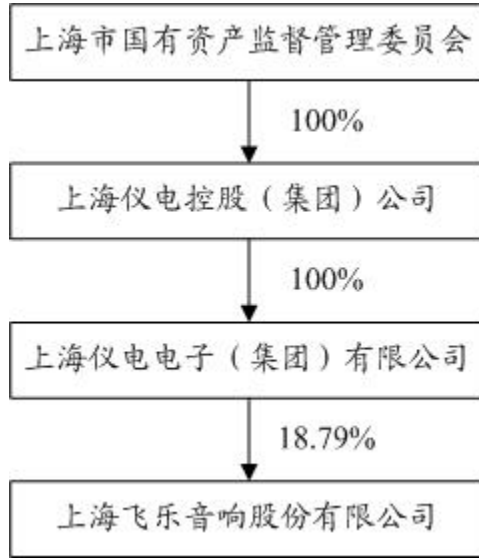 上海市国有资产监督管理委员会
100%
上海仪电控股（集团）公司
100%
上海仪电电子（集团）有限公司
18.79%
上海飞乐音响股份有限公司